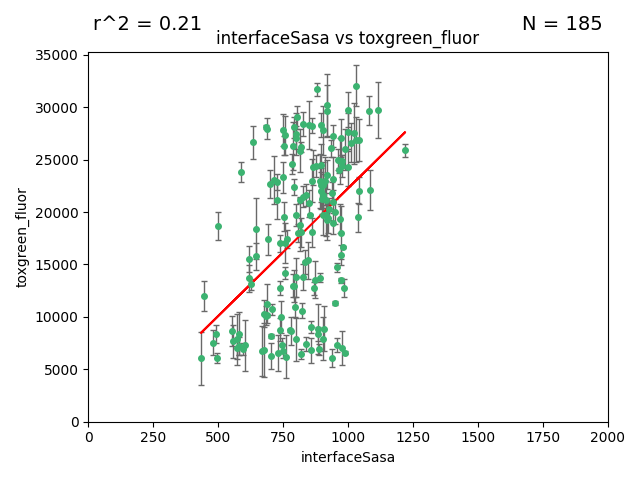 r^2 = 0.21
N = 185
interfaceSasa vs toxgreen_fluor
35000
30000
25000
20000
15000
10000
5000
0
toxgreen_fluor
0 250 500 750 1000 1250 1500 1750 2000
interfaceSasa